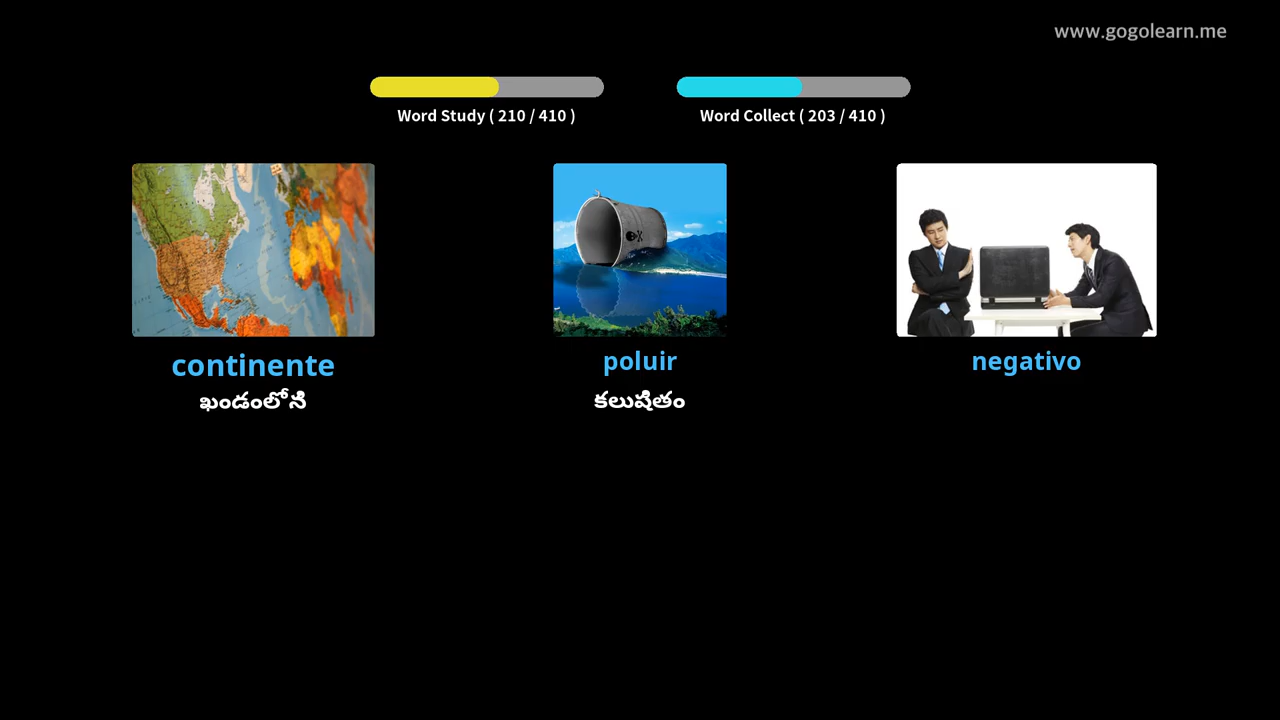 www.gogolearn.me
Word Study ( 210 / 410 )
Word Collect ( 203 / 410 )
continente
poluir
negativo
ఖండంలోని
కలుషితం